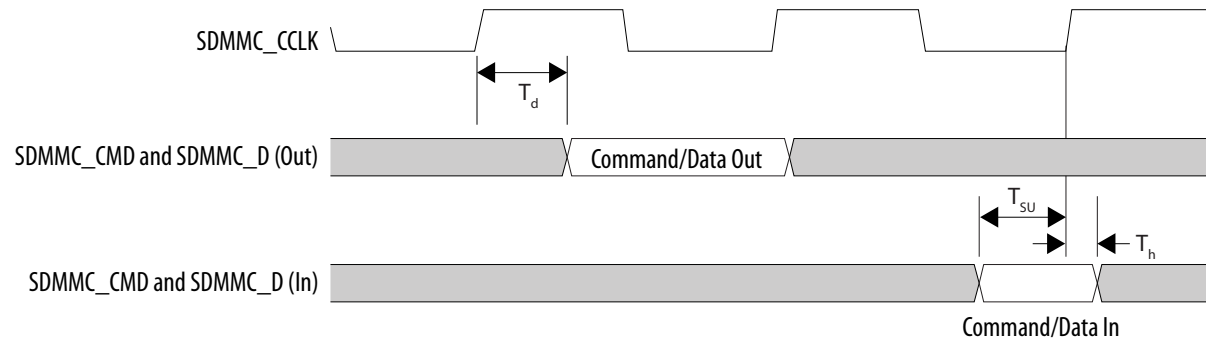 SDMMC_CCLK
T_d
SDMMC_CMD and SDMMC_D (Out)
Command/Data Out
T_SU
T_h
SDMMC_CMD and SDMMC_D (In)
Command/Data In